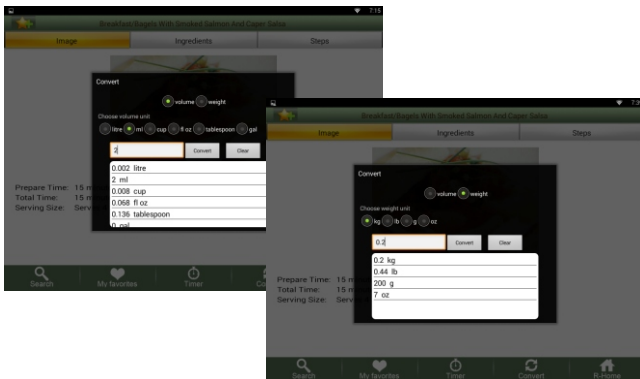 7:15
Breakfast/Bagels With Smoked Salmon And Caper Salsa
Image Ingredients Steps
Convert
volume weight
Choose volume unit
litre ml cup fl oz tablespoon gal
2 Convert Clear
0.002 litre
2 ml
0.008 cup
0.068 fl oz
0.136 tablespoon
0 gal
Prepare Time: 15 m
Total Time: 15 m
Serving Size: Serv
Search My favorites Timer Co
7:3
Breakfast/Bagels With Smoked Salmon And Caper Salsa
Image Ingredients Steps
Convert
volume weight
Choose weight unit
kg lb g oz
0.2 Convert Clear
0.2 kg
0.44 lb
200 g
7 oz
Prepare Time: 15 m
Total Time: 15 m
Serving Size: Serv
Search My favorites Timer Convert R-Home